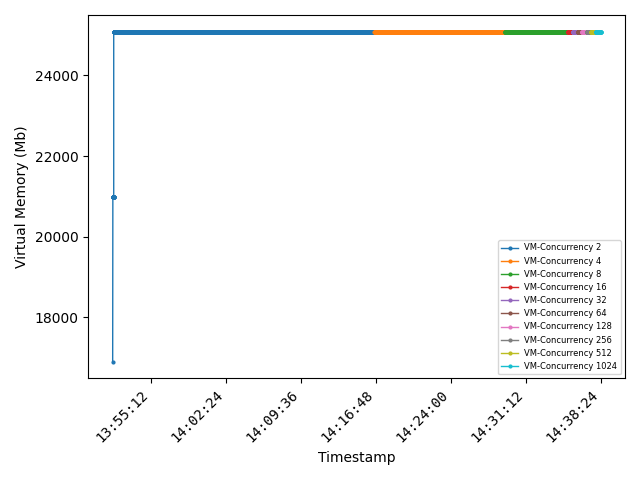 24000
22000
20000
18000
Virtual Memory (Mb)
VM-Concurrency 2
VM-Concurrency 4
VM-Concurrency 8
VM-Concurrency 16
VM-Concurrency 32
VM-Concurrency 64
VM-Concurrency 128
VM-Concurrency 256
VM-Concurrency 512
VM-Concurrency 1024
13:55:12
14:02:24
14:09:36
14:16:48
14:24:00
14:31:12
14:38:24
Timestamp